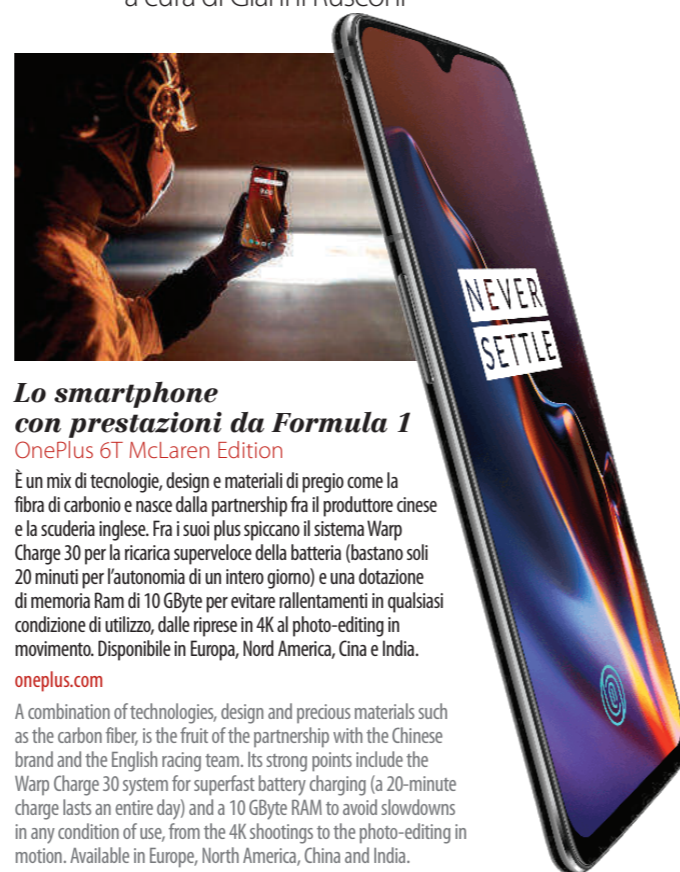 a cura di Gianni Rusconi
NEVER
SETTLE
Lo smartphone
con prestazioni da Formula 1
OnePlus 6T McLaren Edition
È un mix di tecnologie, design e materiali di pregio come la
fibra di carbonio e nasce dalla partnership fra il produttore cinese
e la scuderia inglese. Fra i suoi plus spiccano il sistema Warp
Charge 30 per la ricarica superveloce della batteria (bastano soli
20 minuti per l'autonomia di un intero giorno) e una dotazione
di memoria Ram di 10 GByte per evitare rallentamenti in qualsiasi
condizione di utilizzo, dalle riprese in 4K al photo-editing in
movimento. Disponibile in Europa, Nord America, Cina e India.
oneplus.com
A combination of technologies, design and precious materials such
as the carbon fiber, is the fruit of the partnership with the Chinese
brand and the English racing team. Its strong points include the
Warp Charge 30 system for superfast battery charging (a 20-minute
charge lasts an entire day) and a 10 GByte RAM to avoid slowdowns
in any condition of use, from the 4K shootings to the photo-editing in
motion. Available in Europe, North America, China and India.